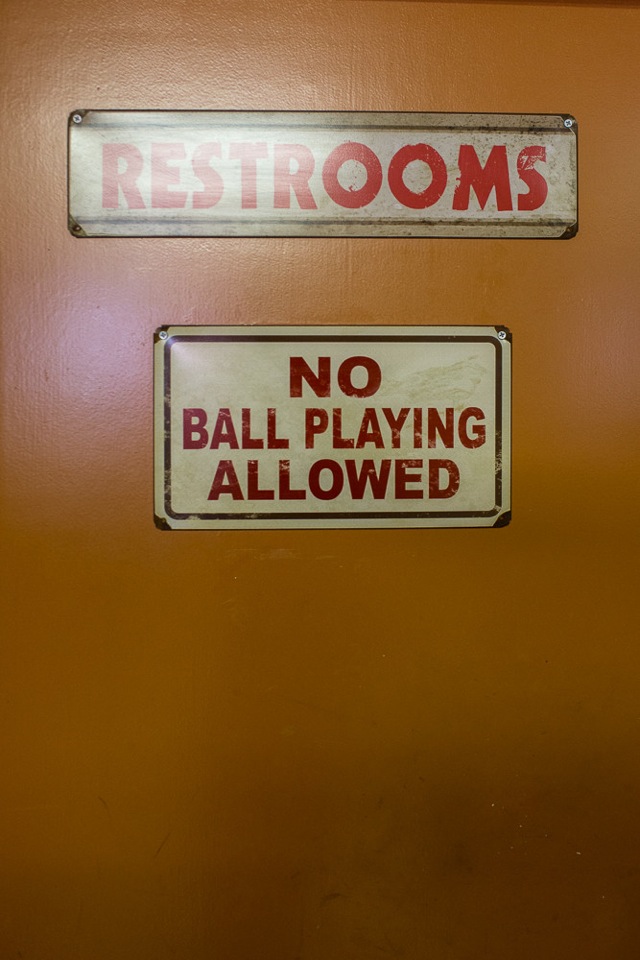 RESTROOMS
NO
BALL PLAYING
ALLOWED